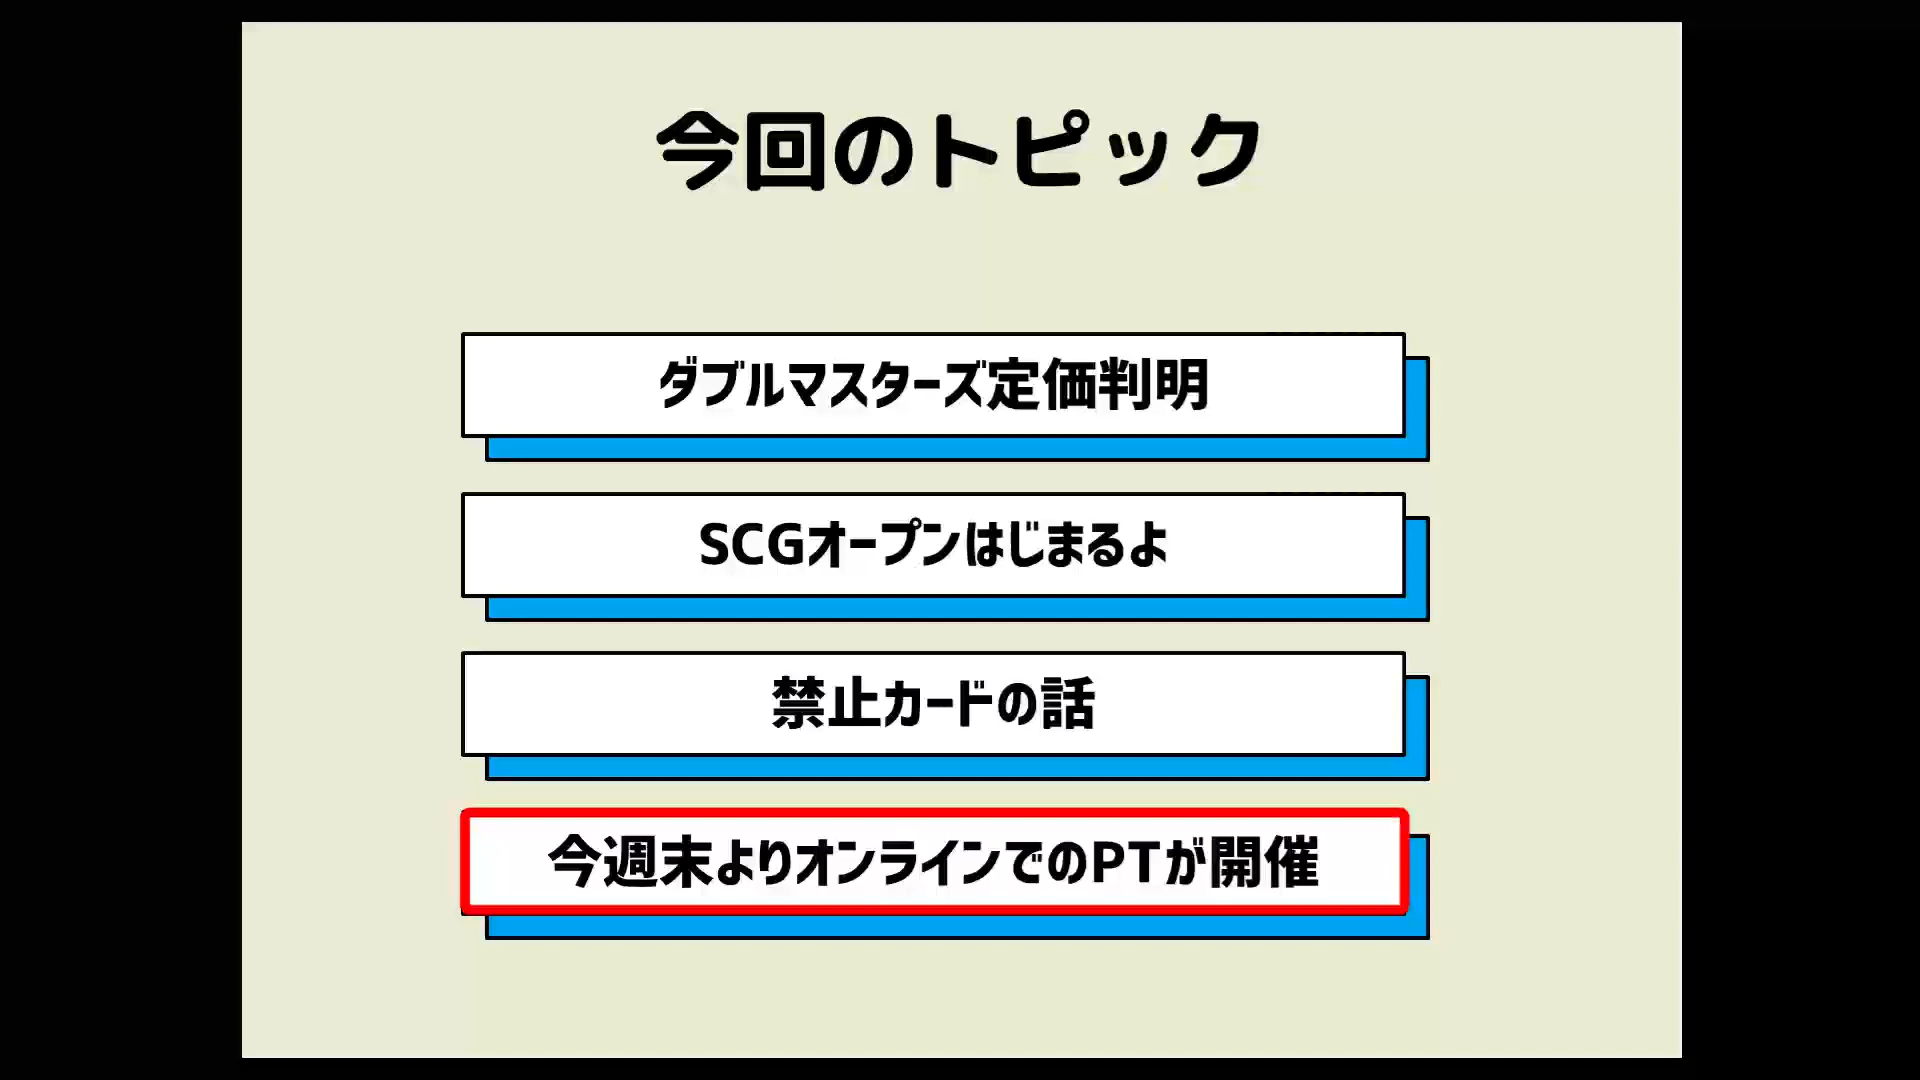 今回のトピック
ダブルマスターズ定価判明
SCGオープンはじまるよ
禁止カードの話
今週末よりオンラインでのPTが開催